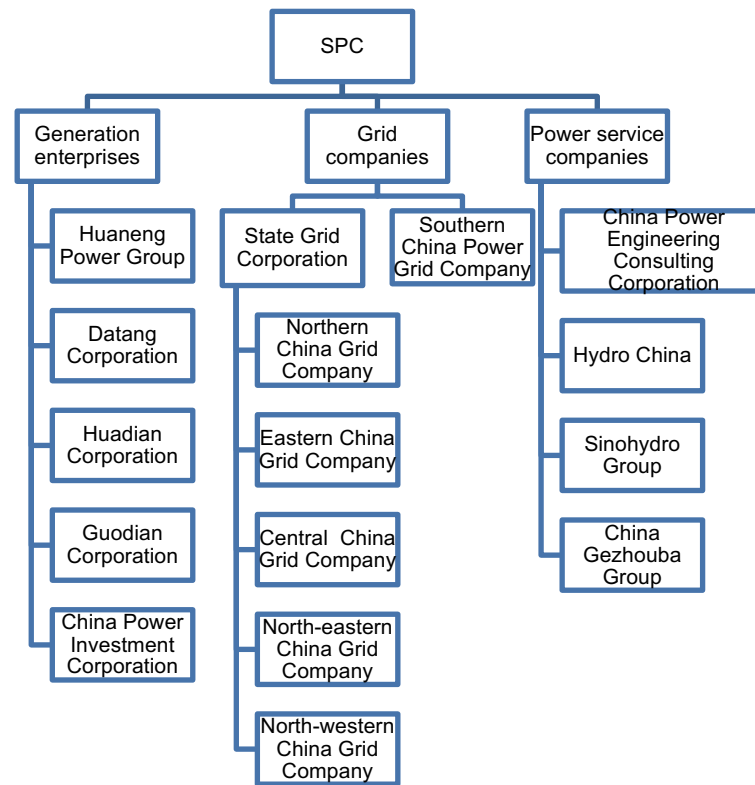 SPC
Generation
enterprises
Grid
companies
Power service
companies
Huaneng
Power Group
Datang
Corporation
Huadian
Corporation
Guodian
Corporation
China Power
Investment
Corporation
State Grid
Corporation
Southern
China Power
Grid Company
Northern
China Grid
Company
Eastern China
Grid Company
Central China
Grid Company
North-eastern
China Grid
Company
North-western
China Grid
Company
China Power
Engineering
Consulting
Corporation
Hydro China
Sinohydro
Group
China
Gezhouba
Group